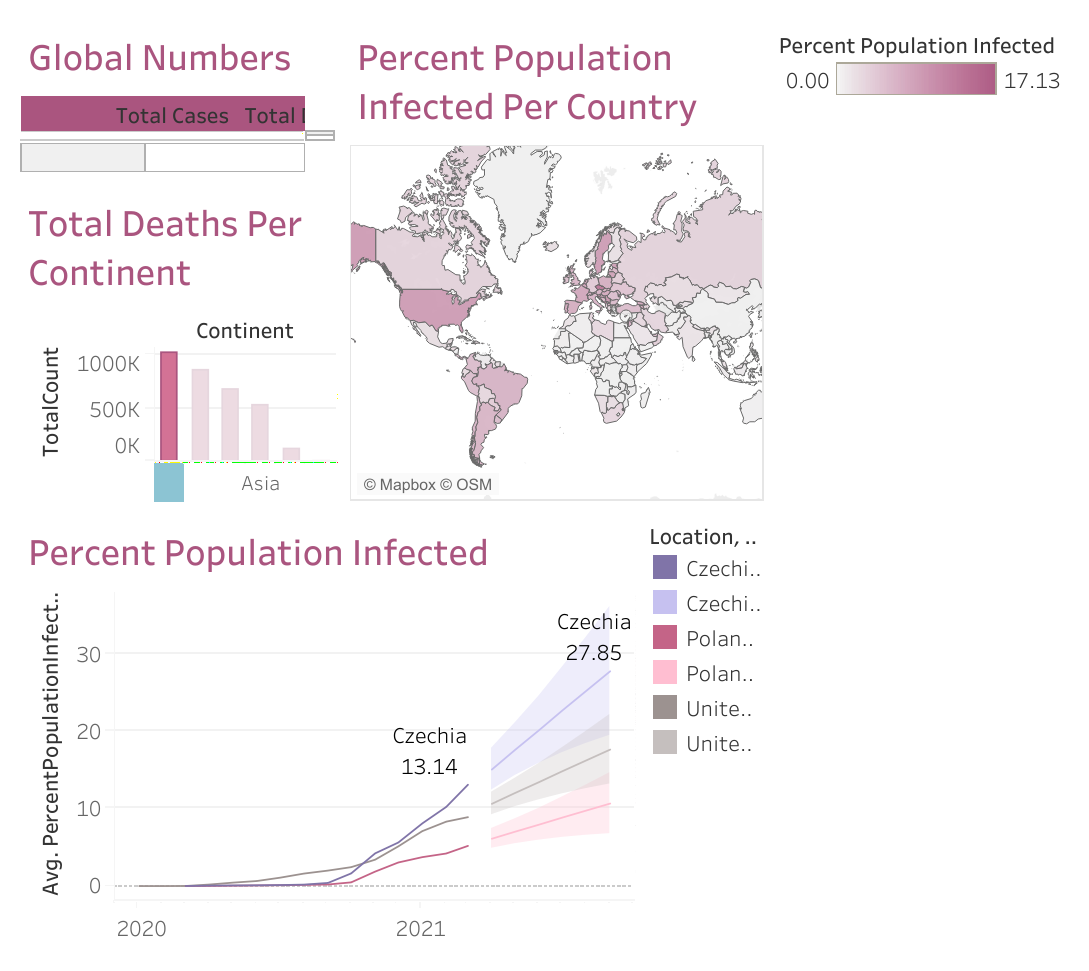 Global Numbers
Total Cases Total
Total Deaths Per
Continent
Continent
TotalCount
1000K
500K
0K
Asia
Percent Population
Infected Per Country
© Mapbox © OSM
Percent Population Infected
0.00 17.13
Percent Population Infected
Avg. PercentPopulationInfect..
30
20
10
0
2020 2021
Czechia
13.14
Czechia
27.85
Location, ..
Czechi..
Czechi..
Polan..
Polan..
Unite..
Unite..